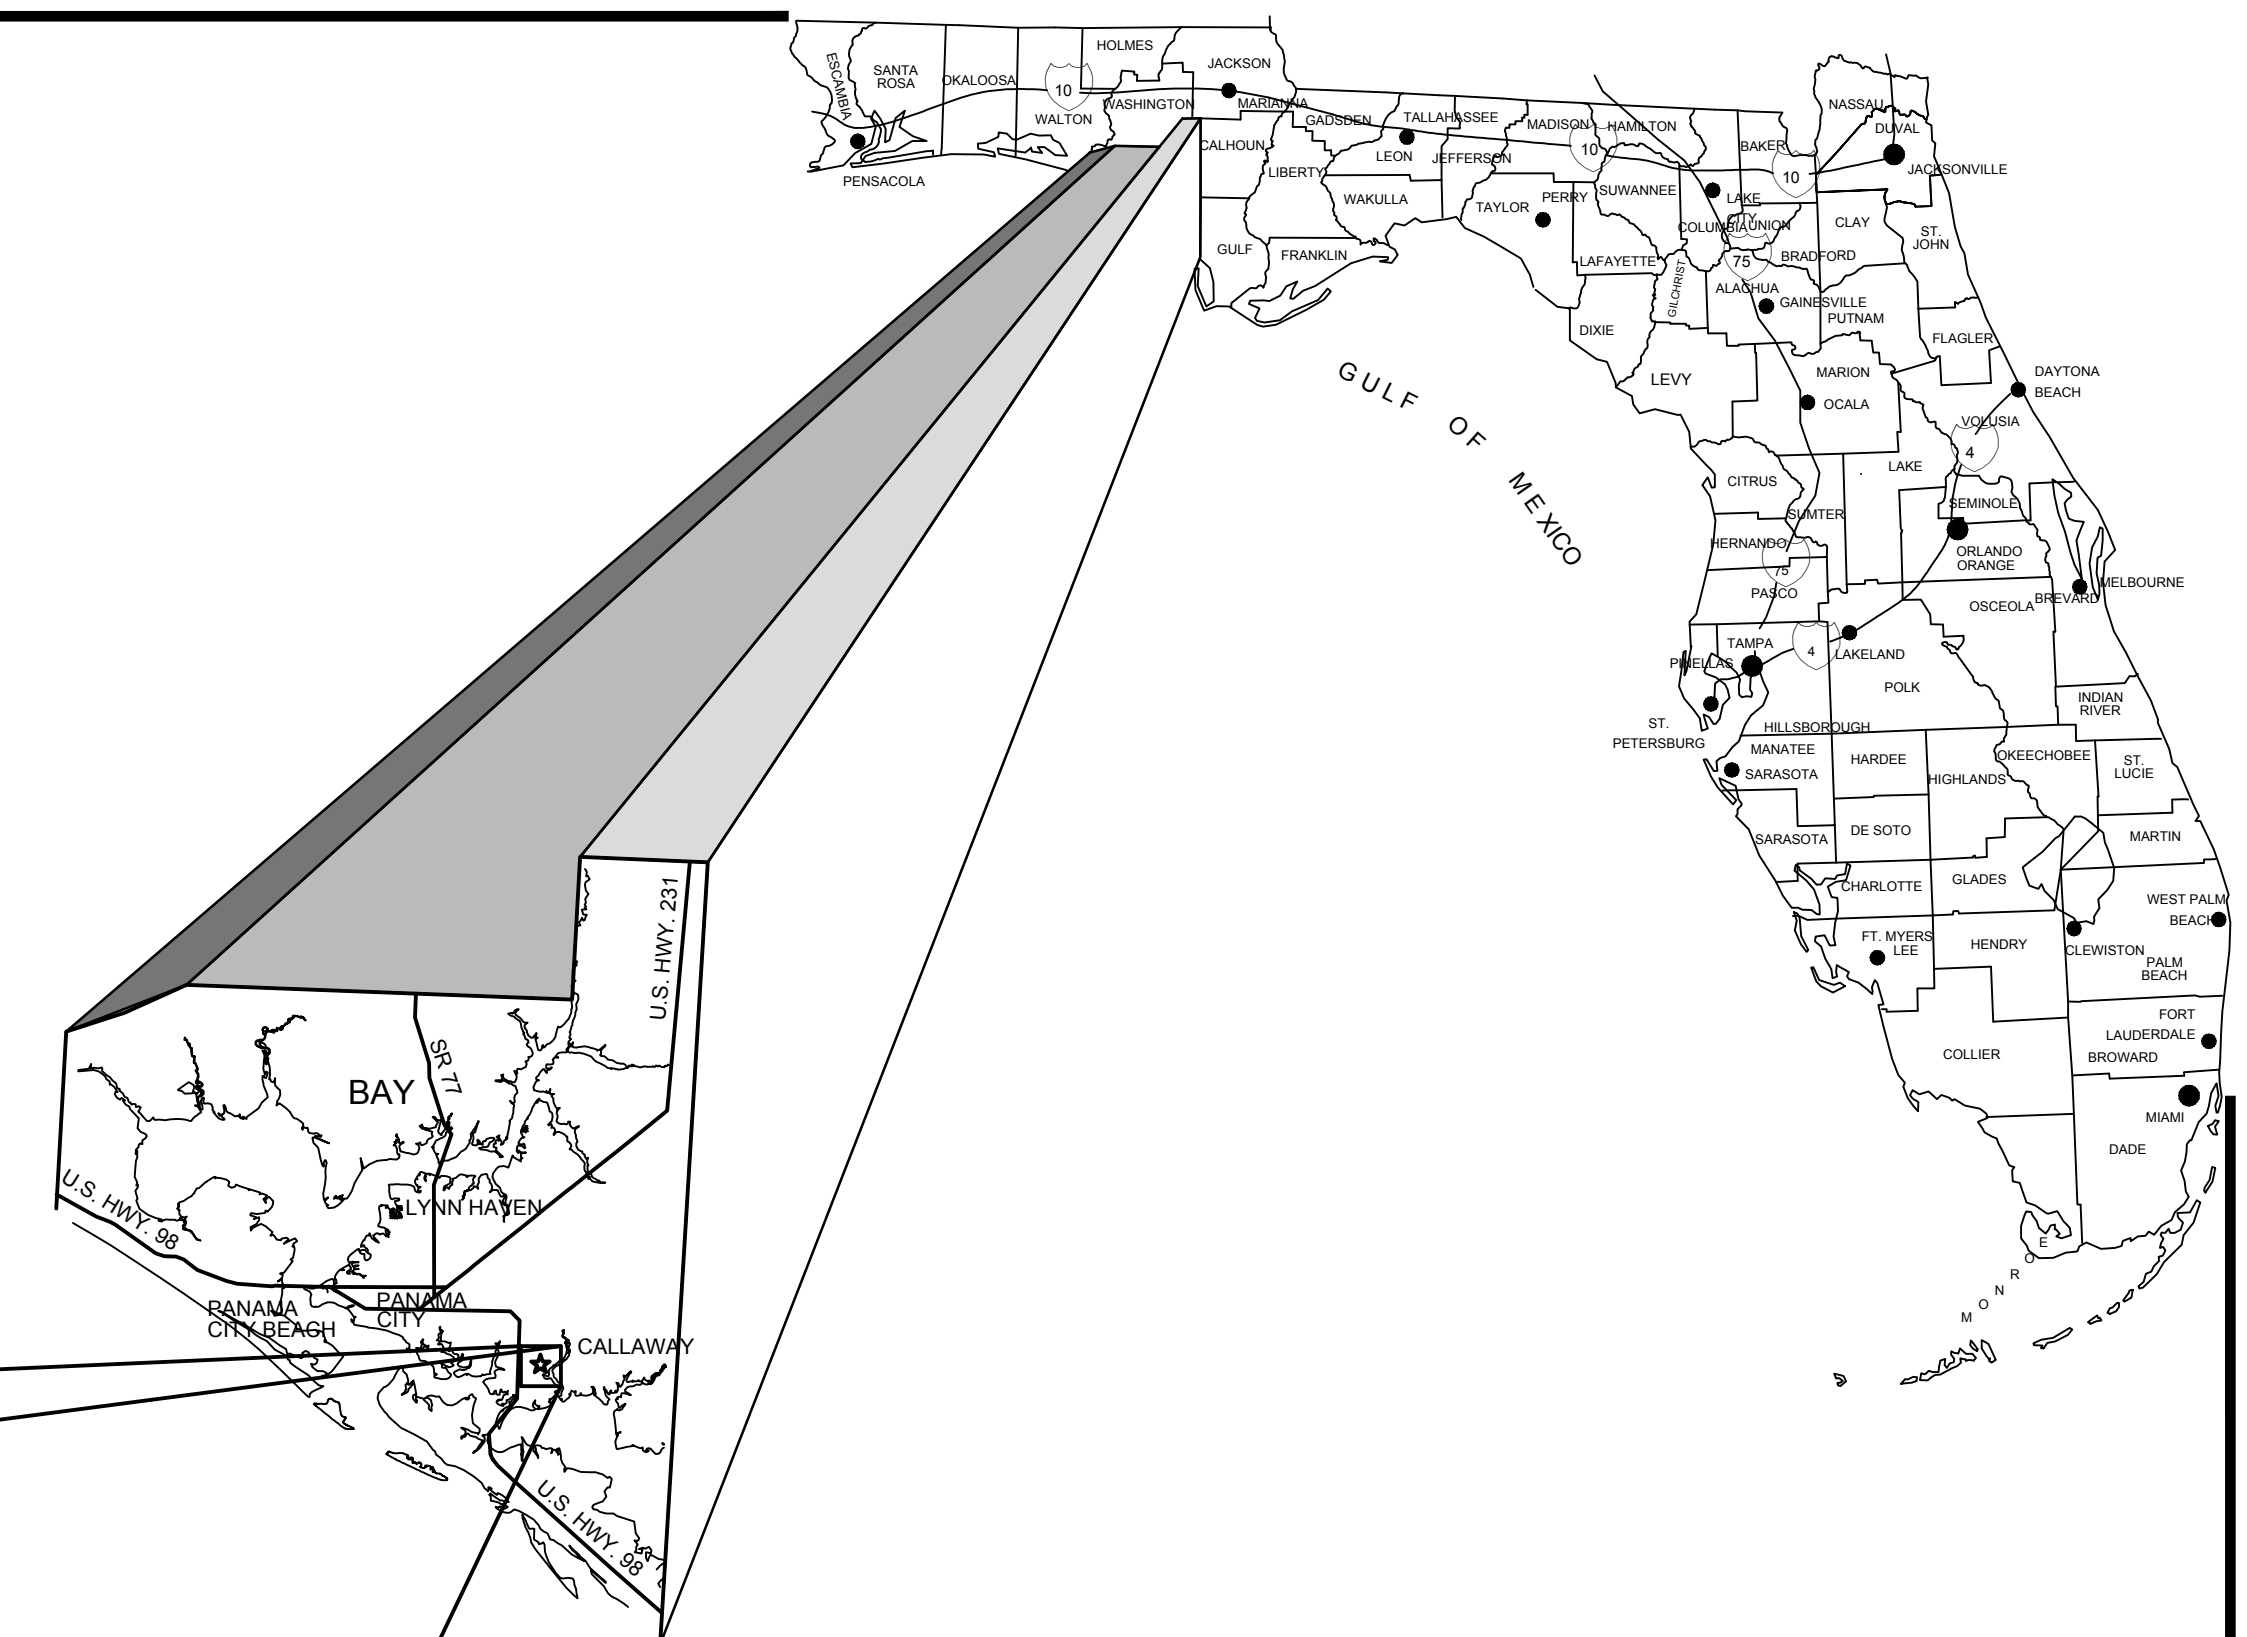 ESCAMBIA
SANTA
ROSA
OKALOOSA
10
WALTON
HOLMES
WASHINGTON
JACKSON
MARIANNA
PENSACOLA
CALHOUN
GULF
LIBERTY
FRANKLIN
GADSDEN
TALLAHASSEE
LEON
WAKULLA
JEFFERSON
MADISON
HAMILTON
10
TAYLOR
PERRY
SUWANNEE
LAFAYETTE
DIXIE
GILCHRIST
BAKER
10
NASSAU
DUVAL
JACKSONVILLE
LAKE
CITY
COLUMBIA
UNION
75
BRADFORD
CLAY
ST.
JOHN
ALACHUA
GAINESVILLE
PUTNAM
FLAGLER
LEVY
MARION
OCALA
DAYTONA
BEACH
VOLUSIA
4
GULF OF MEXICO
CITRUS
LAKE
SUMTER
SEMINOLE
HERNANDO
75
PASCO
ORLANDO
ORANGE
MELBOURNE
BREVARD
OSCEOLA
TAMPA
PINELLAS
4
LAKELAND
POLK
INDIAN
RIVER
ST.
PETERSBURG
HILLSBOROUGH
MANATEE
SARASOTA
HARDEE
HIGHLANDS
OKEECHOBEE
ST.
LUCIE
SARASOTA
DE SOTO
MARTIN
CHARLOTTE
GLADES
WEST PALM
BEACH
FT. MYERS
LEE
HENDRY
CLEWISTON
PALM
BEACH
FORT
LAUDERDALE
BROWARD
COLLIER
MIAMI
DADE
MONROE
U.S. HWY. 231
SR 77
BAY
U.S. HWY. 98
LYNN HAVEN
PANAMA
CITY BEACH
PANAMA
CITY
CALLAWAY
U.S. HWY. 98